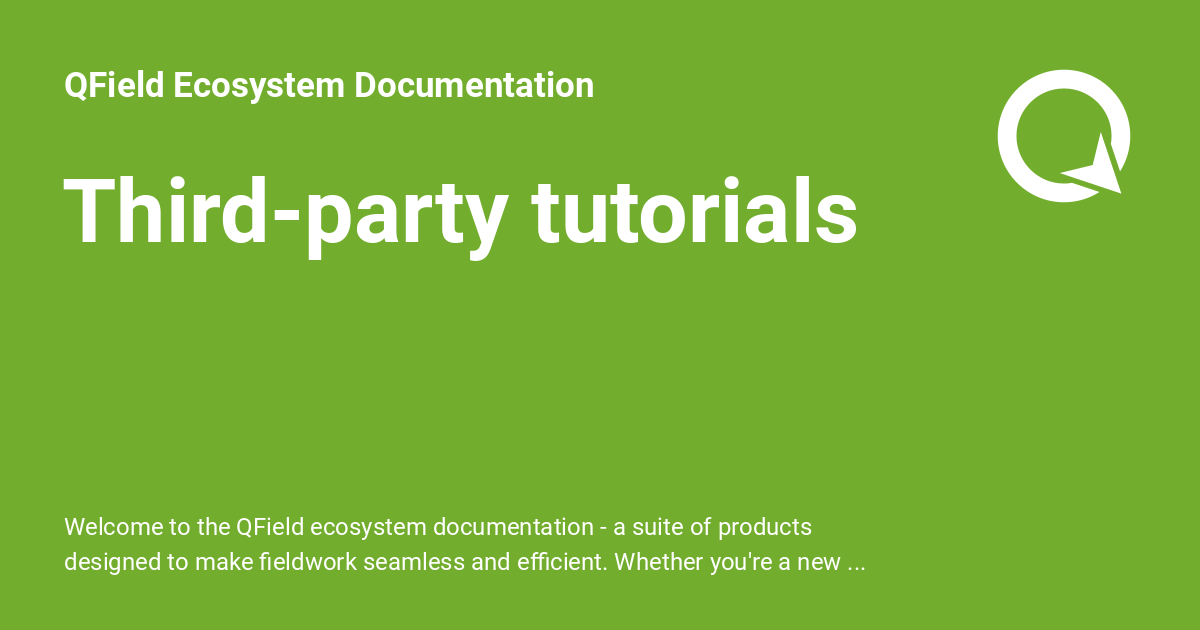 QField Ecosystem Documentation
Third-party tutorials
Welcome to the QField ecosystem documentation - a suite of products
designed to make fieldwork seamless and efficient. Whether you're a new ...